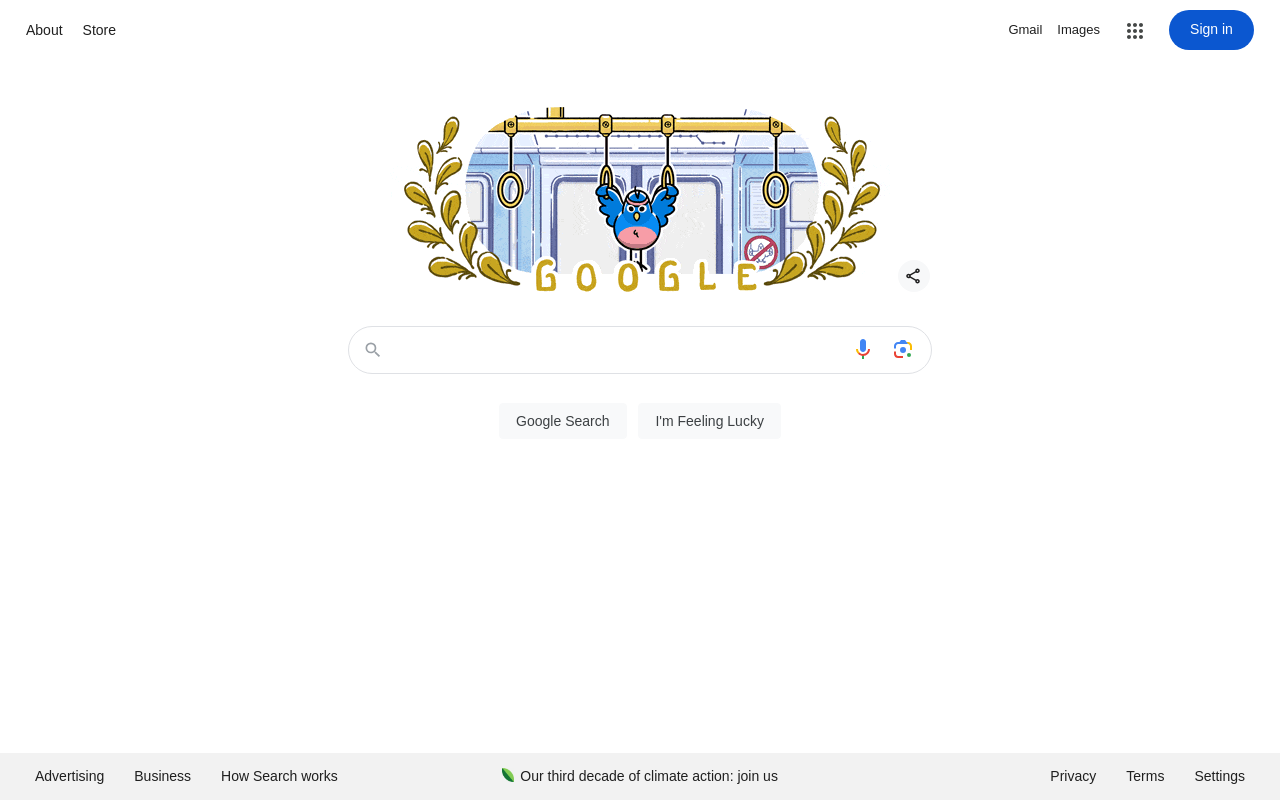 About Store
Gmail Images Sign in
GOOGLE
Google Search I'm Feeling Lucky
Advertising Business How Search works Our third decade of climate action: join us Privacy Terms Settings